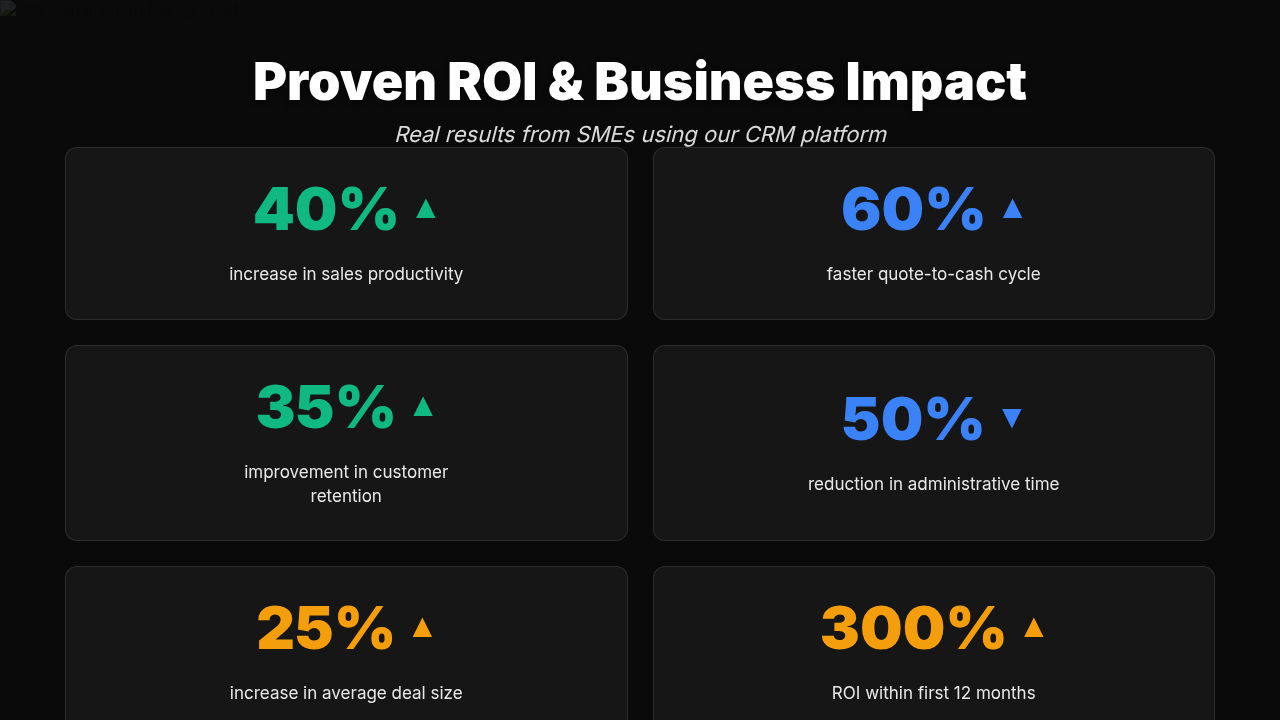 Proven ROI & Business Impact
Real results from SMEs using our CRM platform
40% ▲
increase in sales productivity
60% ▲
faster quote-to-cash cycle
35% ▲
improvement in customer
retention
50% ▼
reduction in administrative time
25% ▲
increase in average deal size
300% ▲
ROI within first 12 months